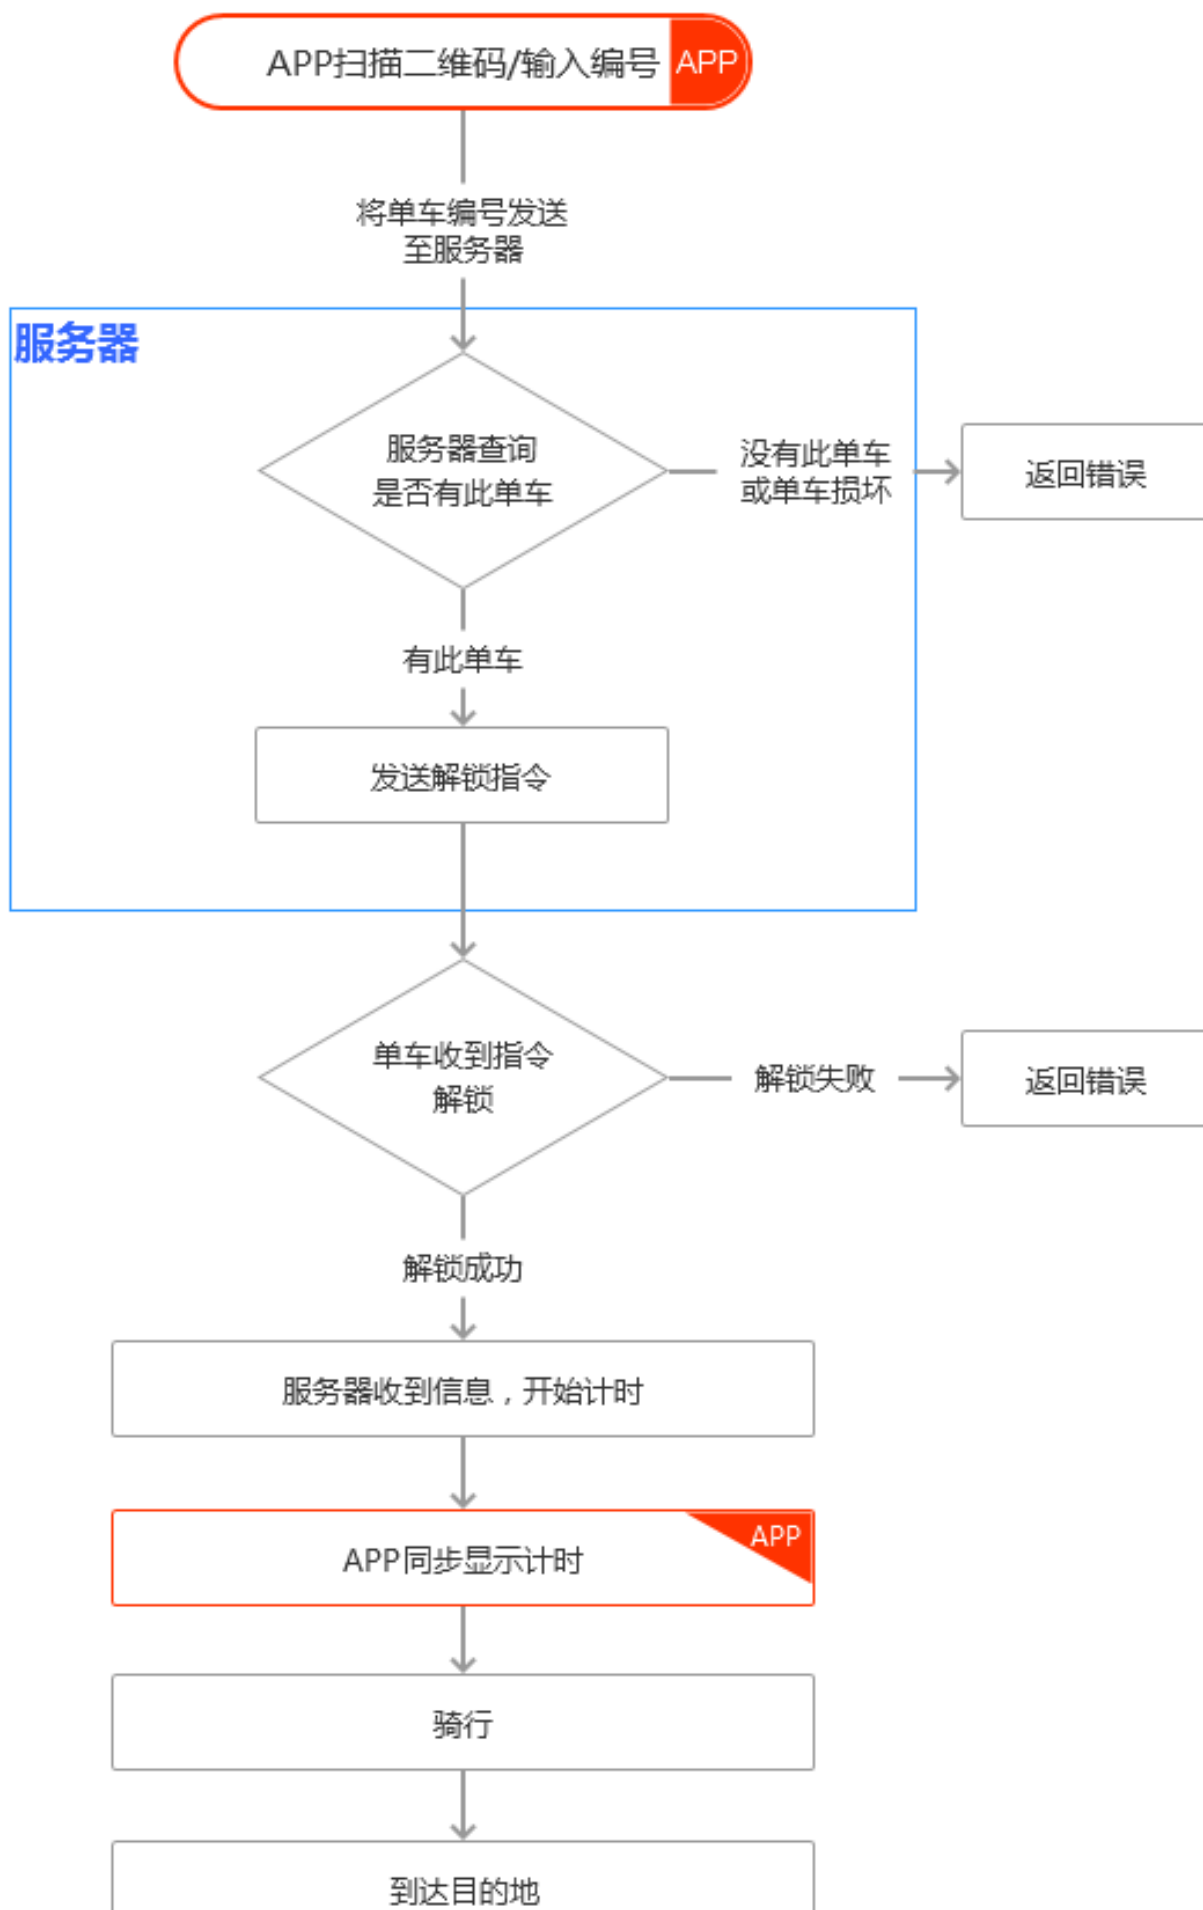 APP扫描二维码/输入编号 APP
将单车编号发送
至服务器
服务器
服务器查询
是否有此单车
没有此单车
或单车损坏
返回错误
有此单车
发送解锁指令
单车收到指令
解锁
解锁失败
返回错误
解锁成功
服务器收到信息，开始计时
APP
APP同步显示计时
骑行
到达目的地